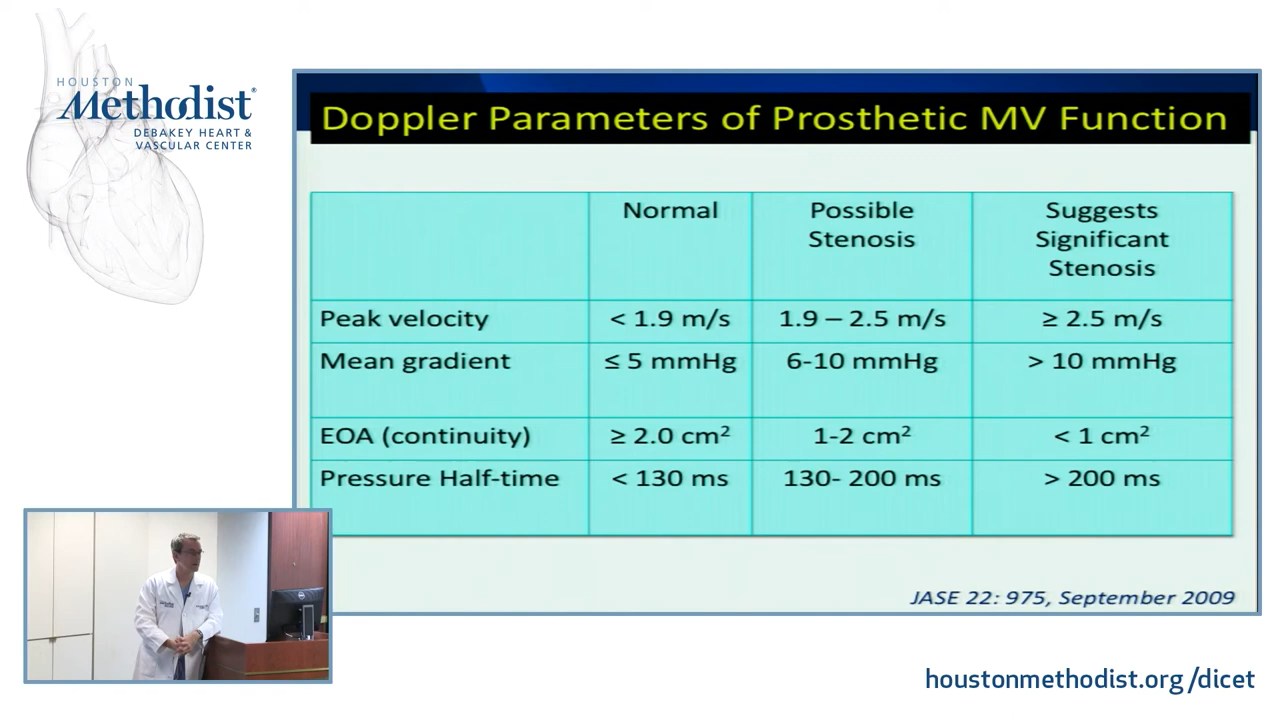 HOUSTON
Methodist®
DEBAKEY HEART &
VASCULAR CENTER
Doppler Parameters of Prosthetic MV Function
Normal Possible Stenosis Suggests Significant Stenosis
Peak velocity < 1.9 m/s 1.9 – 2.5 m/s ≥ 2.5 m/s
Mean gradient ≤ 5 mmHg 6-10 mmHg > 10 mmHg
EOA (continuity) ≥ 2.0 cm² 1-2 cm² < 1 cm²
Pressure Half-time < 130 ms 130- 200 ms > 200 ms
JASE 22: 975, September 2009
houstonmethodist.org/dicet